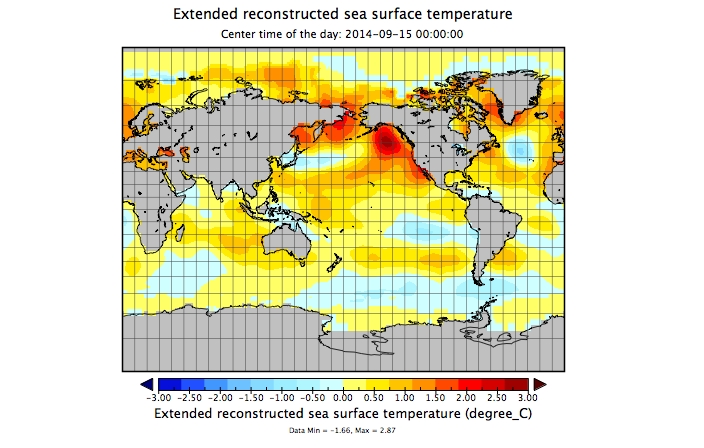 Extended reconstructed sea surface temperature
Center time of the day: 2014-09-15 00:00:00
-3.00 -2.50 -2.00 -1.50 -1.00 -0.50 0.00 0.50 1.00 1.50 2.00 2.50 3.00
Extended reconstructed sea surface temperature (degree_C)
Data Min = -1.66, Max = 2.87